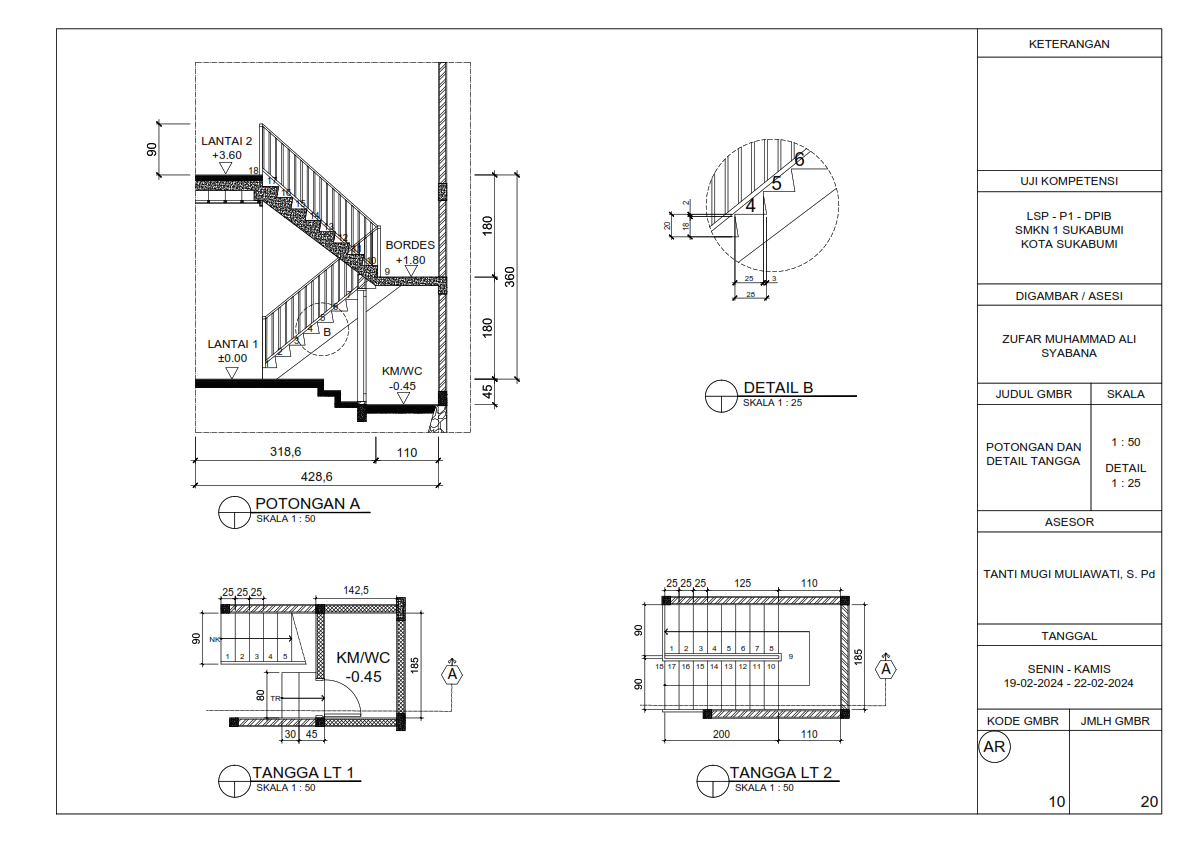 90
LANTAI 2
+3.60
18
17
16
15
14
13
12
11
10
9
BORDES
+1.80
180
360
180
45
LANTAI 1
±0.00
2
3
4
5
6
7
B
KM/WC
-0.45
318,6
110
428,6
POTONGAN A
SKALA 1 : 50
6
5
4
2
20
18
25
3
28
DETAIL B
SKALA 1 : 25
25
25
25
142,5
90
NK
1
2
3
4
5
KM/WC
-0.45
185
A
80
TR
30
45
TANGGA LT 1
SKALA 1 : 50
25
25
25
125
110
90
1
2
3
4
5
6
7
8
9
18
17
16
15
14
13
12
11
10
90
185
A
200
110
TANGGA LT 2
SKALA 1 : 50
KETERANGAN
UJI KOMPETENSI
LSP - P1 - DPIB
SMKN 1 SUKABUMI
KOTA SUKABUMI
DIGAMBAR / ASESI
ZUFAR MUHAMMAD ALI
SYABANA
JUDUL GMBR
SKALA
POTONGAN DAN
DETAIL TANGGA
1 : 50
DETAIL
1 : 25
ASESOR
TANTI MUGI MULIAWATI, S. Pd
TANGGAL
SENIN - KAMIS
19-02-2024 - 22-02-2024
KODE GMBR
JMLH GMBR
AR
10
20